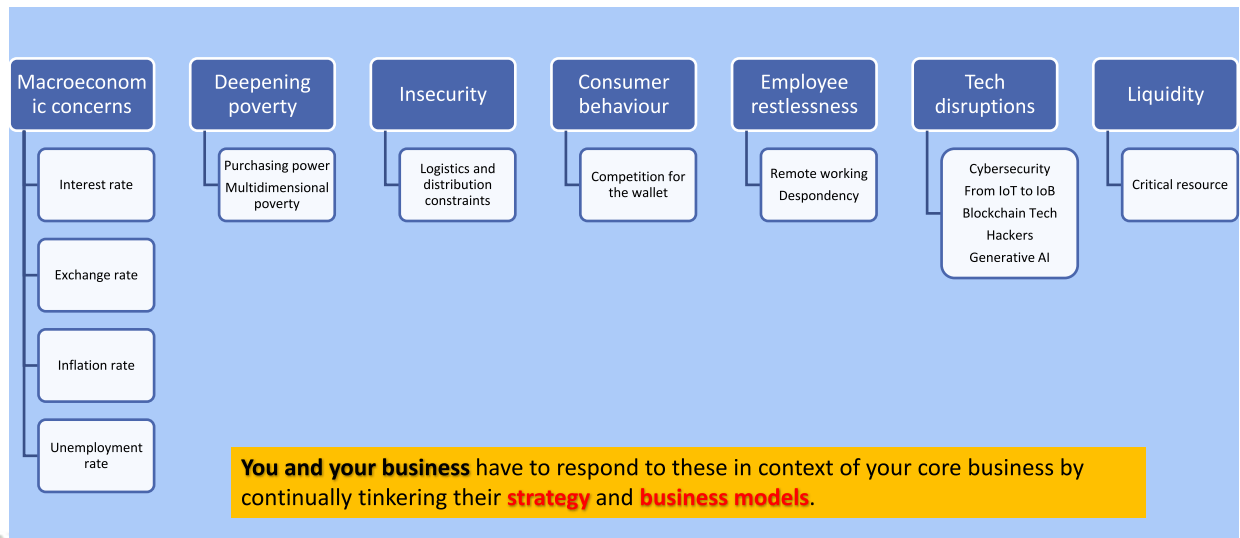 Macroeconom
ic concerns
Interest rate
Exchange rate
Inflation rate
Unemployment
rate
Deepening
poverty
Purchasing power
Multidimensional
poverty
Insecurity
Logistics and
distribution
constraints
Consumer
behaviour
Competition for
the wallet
Employee
restlessness
Remote working
Despondency
Tech
disruptions
Cybersecurity
From IoT to IoB
Blockchain Tech
Hackers
Generative AI
Liquidity
Critical resource
You and your business have to respond to these in context of your core business by
continually tinkering their strategy and business models.